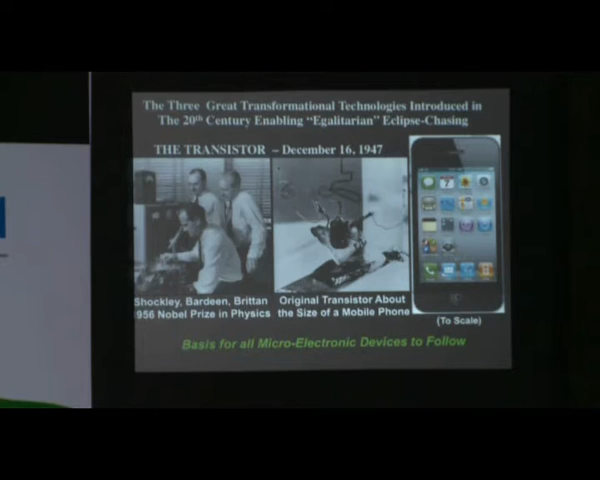 The Three Great Transformational Technologies Introduced in
The 20th Century Enabling "Egalitarian" Eclipse-Chasing
THE TRANSISTOR – December 16, 1947
Shockley, Bardeen, Brittan
956 Nobel Prize in Physics
Original Transistor About
the Size of a Mobile Phone
(To Scale)
Basis for all Micro-Electronic Devices to Follow